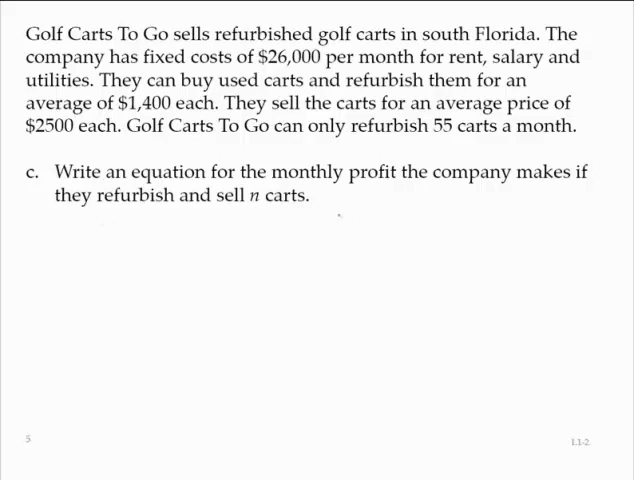 Golf Carts To Go sells refurbished golf carts in south Florida. The
company has fixed costs of $26,000 per month for rent, salary and
utilities. They can buy used carts and refurbish them for an
average of $1,400 each. They sell the carts for an average price of
$2500 each. Golf Carts To Go can only refurbish 55 carts a month.
c. Write an equation for the monthly profit the company makes if
they refurbish and sell n carts.
5
1.1-2